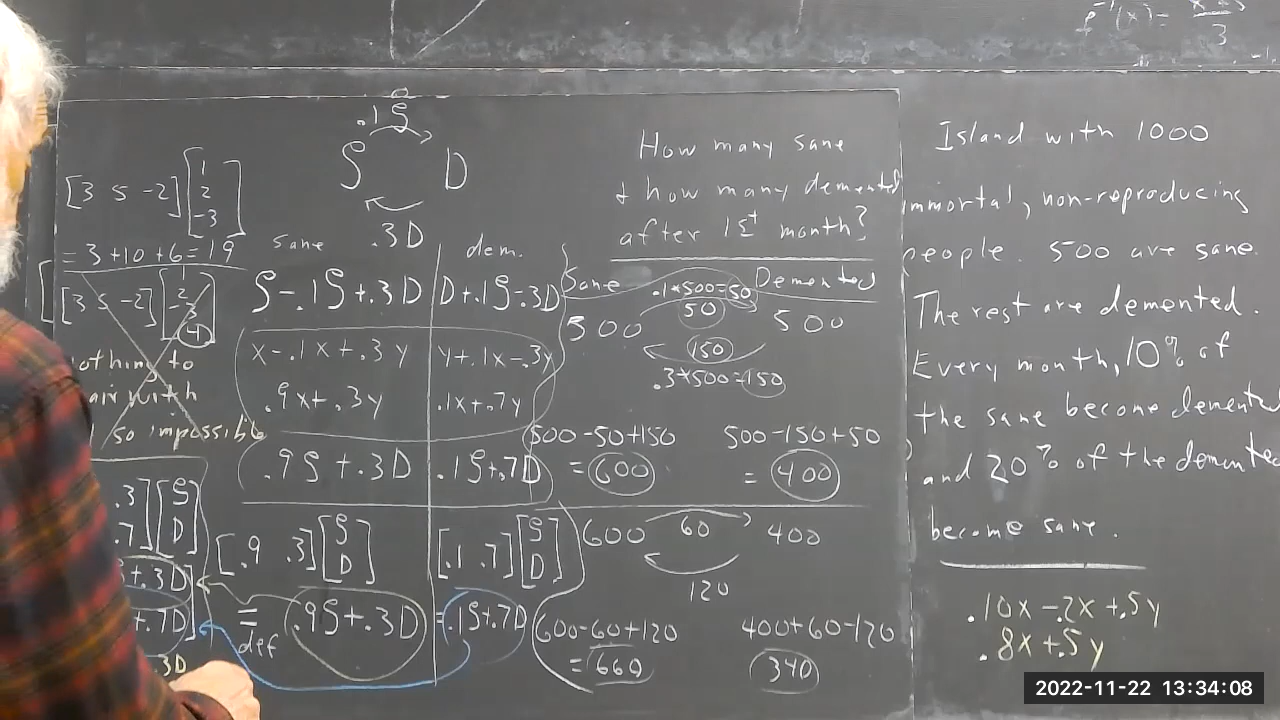 f⁻¹(x) =
3
[3 5 -2] [1 2 -3]
= 3+10+6 = 19
[3 5 -2]
nothing to
so impossible
.1S
S D
.3D
sane dem.
S-.1S+.3D D+.1S-.3D
x-.1x+.3y y+.1x-.3y
.9x+.3y .1x+.7y
.9S+.3D .1S+.7D
[.9 .3] [S D] [.1 .7] [S D]
= def .9S+.3D = .1S+.7D
.3 [S
.7] D]
+.3D
+.7D
.3D
How many sane
+ how many demented
after 1st month?
Sane Demented
.1*500=50
50
500 500
150
.3*500=150
500-50+150 500-150+50
= 600 = 400
600 60 400
120
600-60+120 400+60-120
= 660 340
Island with 1000
immortal, non-reproducing
people. 500 are sane.
The rest are demented.
Every month, 10% of
the sane become demented
and 20% of the demented
become sane.
.10x-.2x+.5y
.8x+.5y
2022-11-22 13:34:08